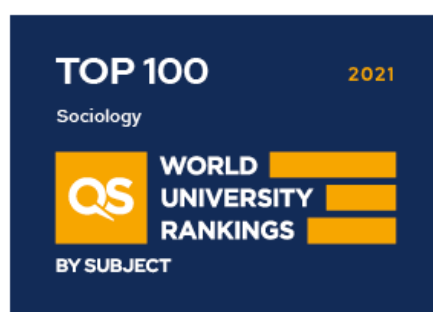 TOP 100
2021
Sociology
QS
WORLD
UNIVERSITY
RANKINGS
BY SUBJECT